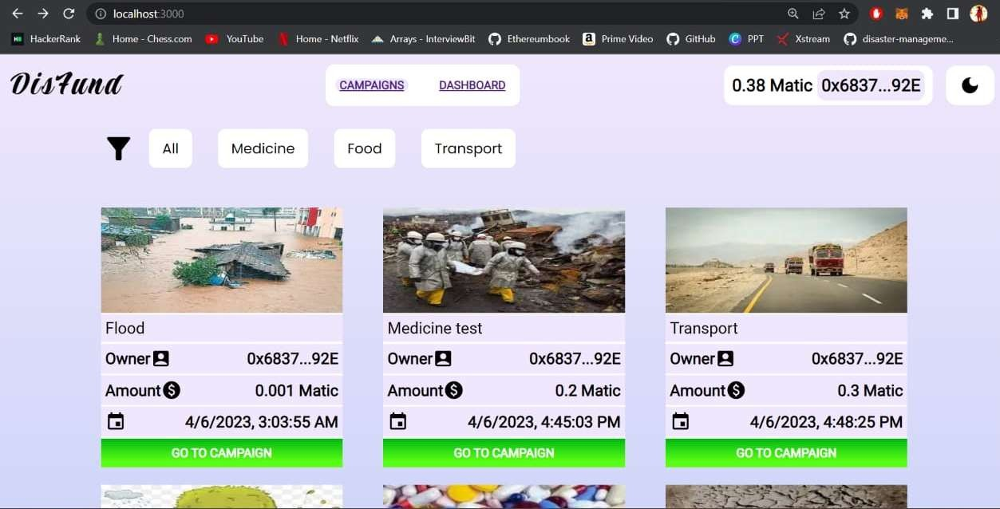 localhost:3000
HackerRank Home - Chess.com YouTube Home - Netflix Arrays - InterviewBit Ethereumbook Prime Video GitHub PPT Xstream disaster-manageme...
DisFund CAMPAIGNS DASHBOARD 0.38 Matic 0x6837...92E
All Medicine Food Transport
Flood Medicine test Transport
Owner 0x6837...92E Owner 0x6837...92E Owner 0x6837...92E
Amount 0.001 Matic Amount 0.2 Matic Amount 0.3 Matic
4/6/2023, 3:03:55 AM 4/6/2023, 4:45:03 PM 4/6/2023, 4:48:25 PM
GO TO CAMPAIGN GO TO CAMPAIGN GO TO CAMPAIGN